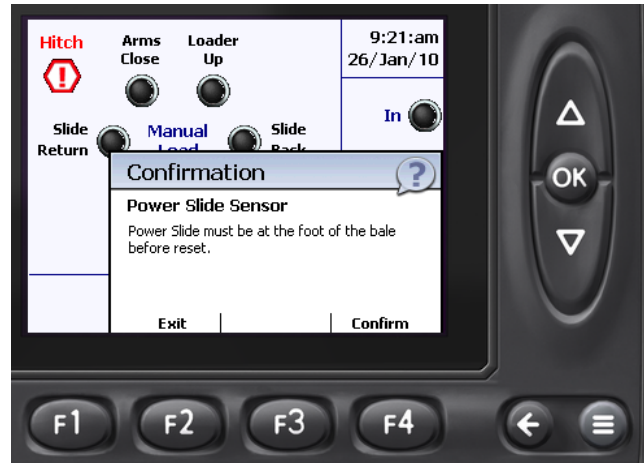 Hitch
Arms Close
Loader Up
9:21:am
26/Jan/10
In
Slide Return
Manual Load
Slide Back
Confirmation
?
Power Slide Sensor
Power Slide must be at the foot of the bale
before reset.
Exit
Confirm
OK
F1
F2
F3
F4